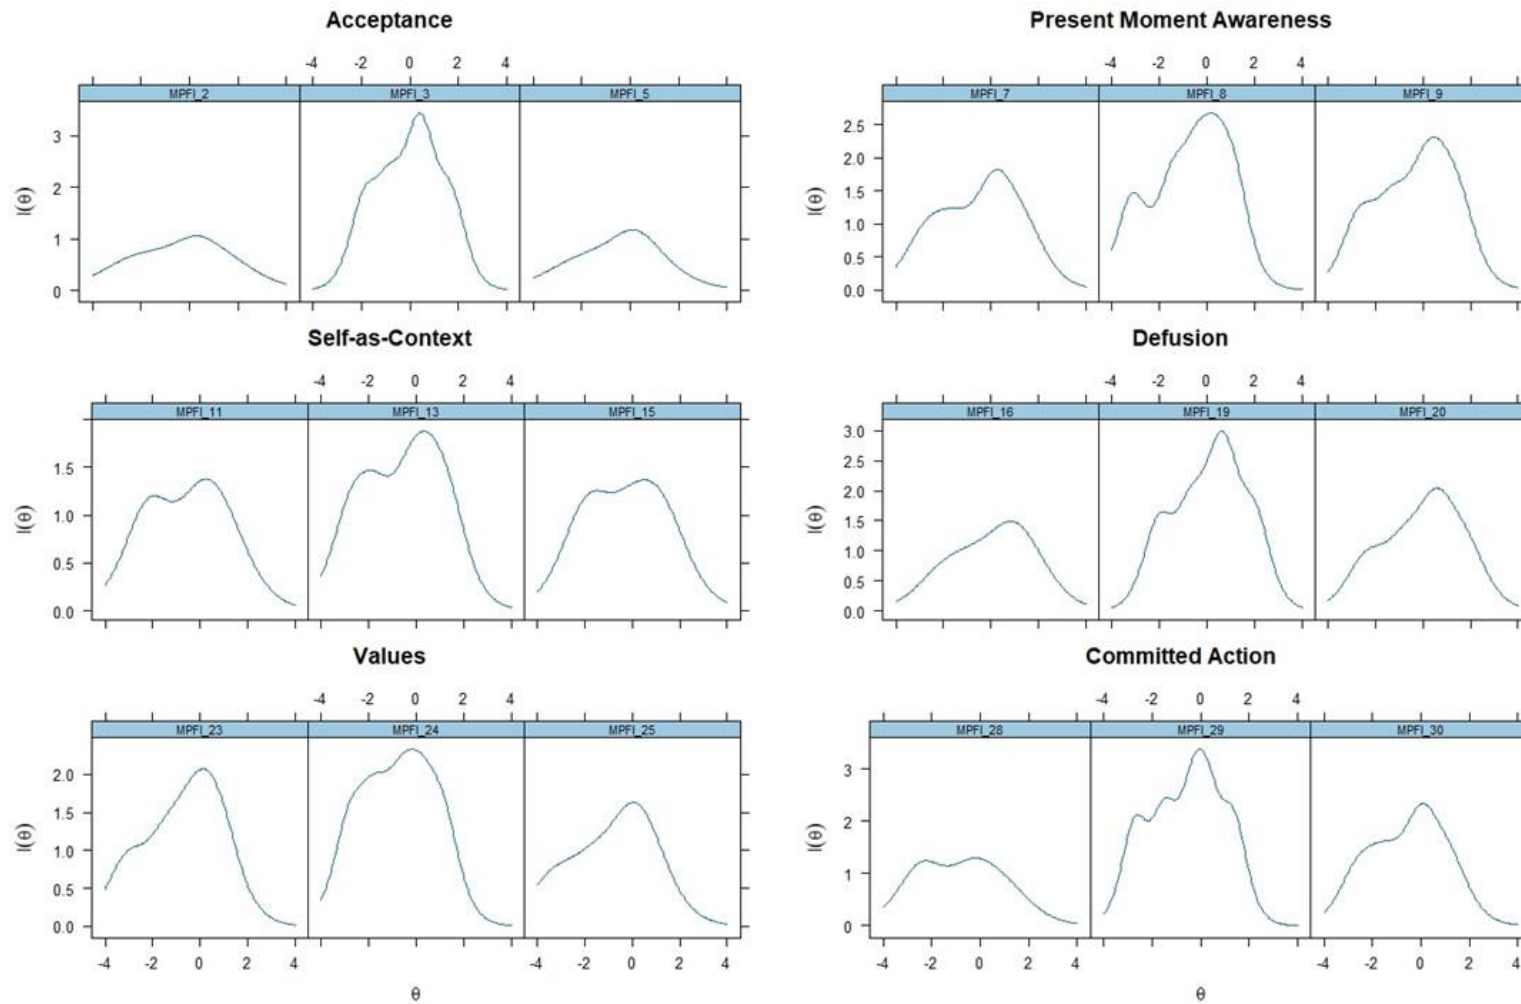 Acceptance
-4 -2 0 2 4
MPFI_2 MPFI_3 MPFI_5
3
2
1
0
I(θ)
Present Moment Awareness
-4 -2 0 2 4
MPFI_7 MPFI_8 MPFI_9
2.5
2.0
1.5
1.0
0.5
0.0
I(θ)
Self-as-Context
-4 -2 0 2 4
MPFI_11 MPFI_13 MPFI_15
1.5
1.0
0.5
0.0
I(θ)
Defusion
-4 -2 0 2 4
MPFI_16 MPFI_19 MPFI_20
3.0
2.5
2.0
1.5
1.0
0.5
0.0
I(θ)
Values
-4 -2 0 2 4
MPFI_23 MPFI_24 MPFI_25
2.0
1.5
1.0
0.5
0.0
I(θ)
-4 -2 0 2 4 -4 -2 0 2 4
θ
Committed Action
-4 -2 0 2 4
MPFI_28 MPFI_29 MPFI_30
3
2
1
0
I(θ)
-4 -2 0 2 4 -4 -2 0 2 4
θ